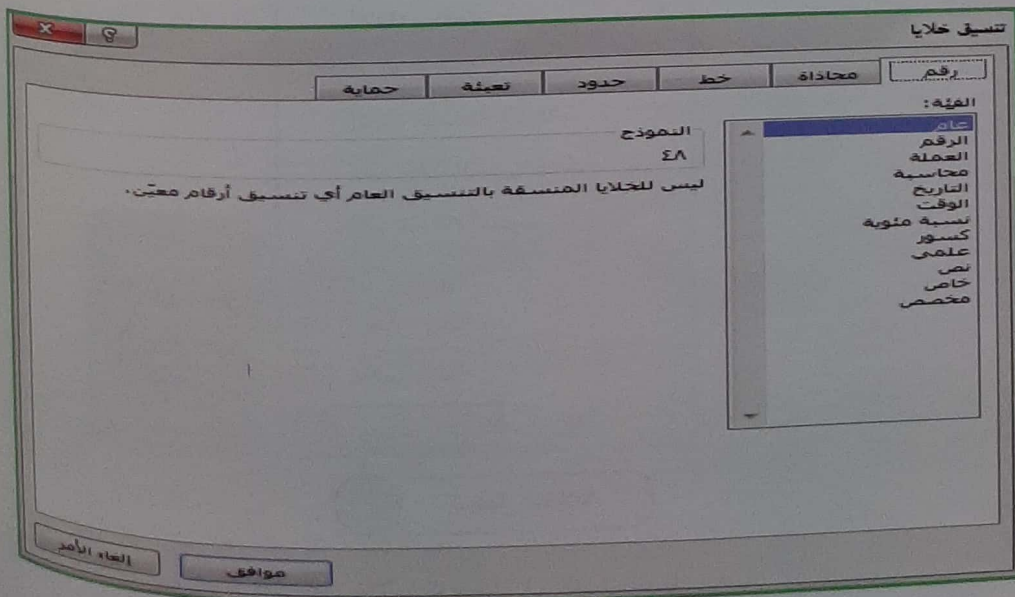 تنسيق خلايا
رقم محاذاة خط حدود تعبئة حماية
الفئة:
عام
الرقم
العملة
محاسبة
التاريخ
الوقت
نسبة مئوية
كسور
علمي
نص
خاص
مخصص
النموذج
٤٨
ليس للخلايا المنسقة بالتنسيق العام أي تنسيق أرقام معيّن.
موافق إلغاء الأمر